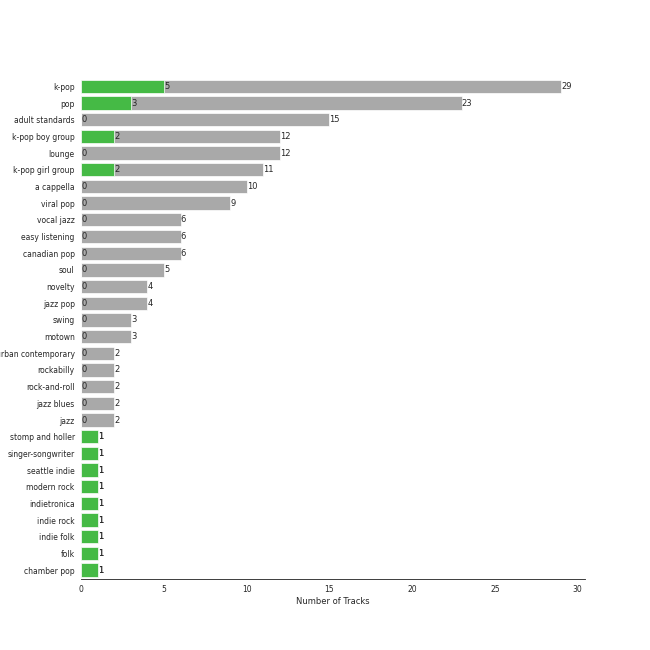 k-pop 5 29
pop 3 23
adult standards 0 15
k-pop boy group 2 12
lounge 0 12
k-pop girl group 2 11
a cappella 0 10
viral pop 0 9
vocal jazz 0 6
easy listening 0 6
canadian pop 0 6
soul 0 5
novelty 0 4
jazz pop 0 4
swing 0 3
motown 0 3
rban contemporary 0 2
rockabilly 0 2
rock-and-roll 0 2
jazz blues 0 2
jazz 0 2
stomp and holler 1
singer-songwriter 1
seattle indie 1
modern rock 1
indietronica 1
indie rock 1
indie folk 1
folk 1
chamber pop 1
0 5 10 15 20 25 30
Number of Tracks